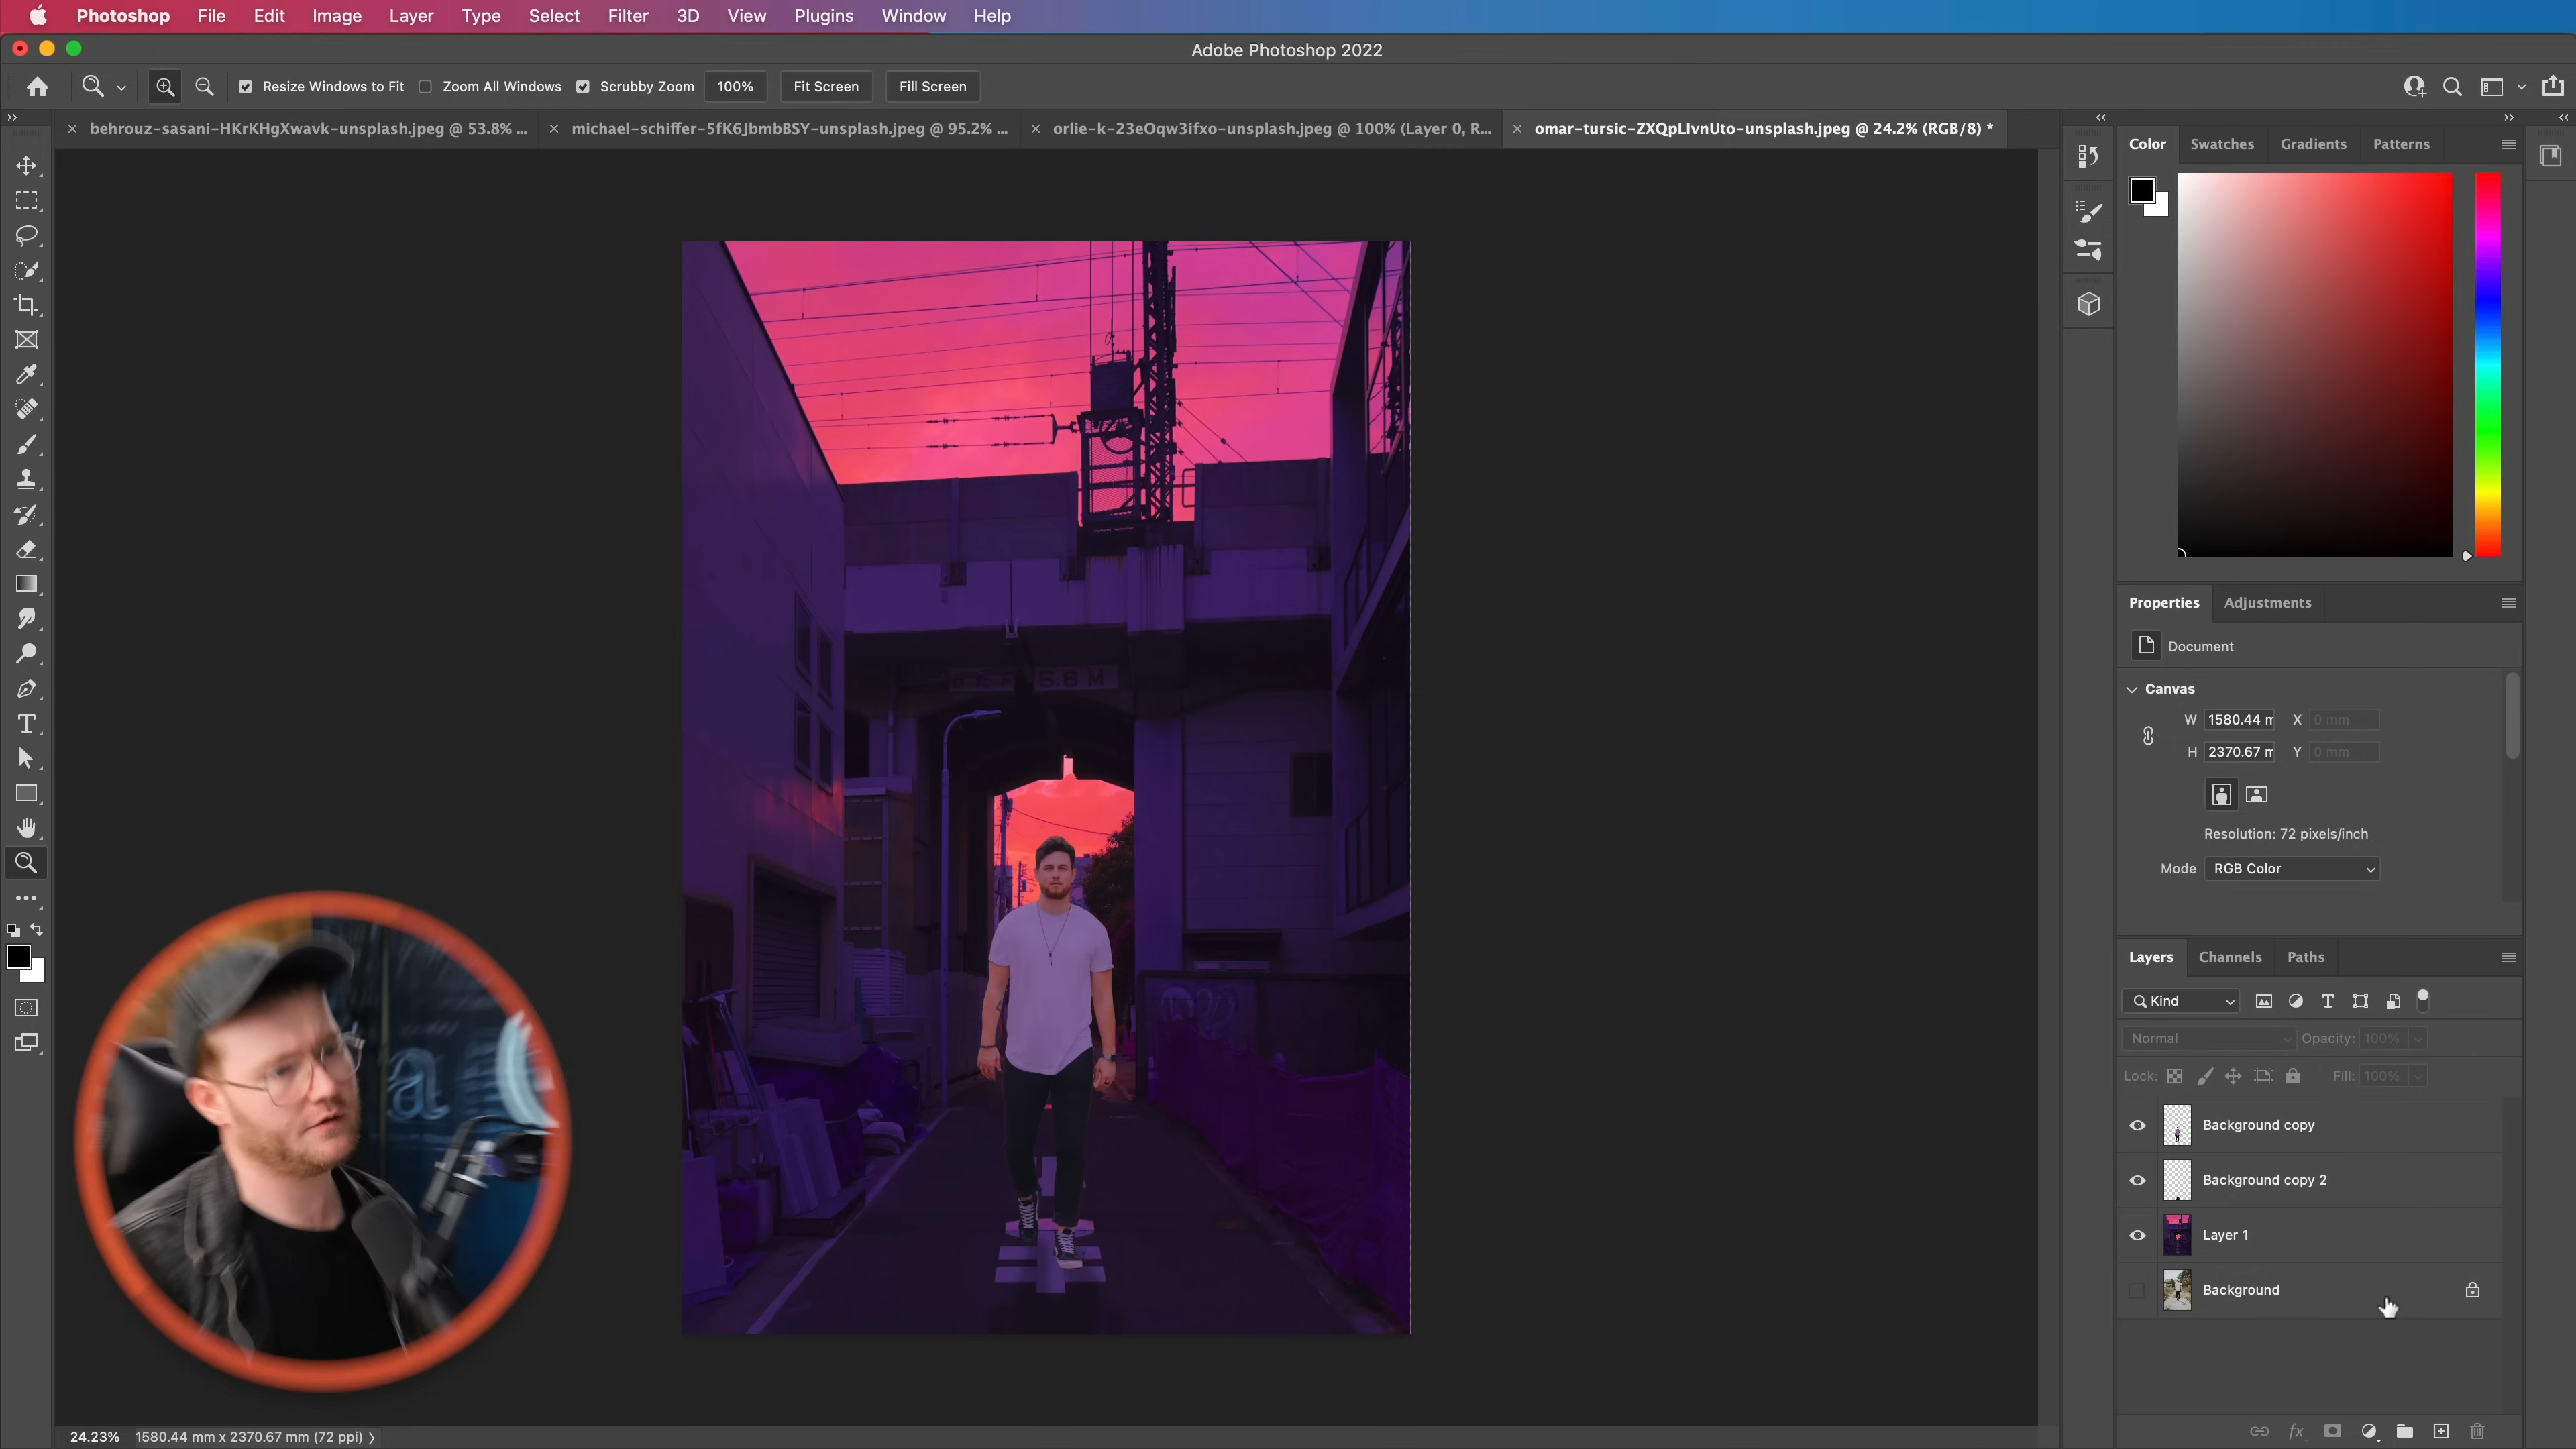 Photoshop File Edit Image Layer Type Select Filter 3D View Plugins Window Help
Adobe Photoshop 2022
Resize Windows to Fit Zoom All Windows Scrubby Zoom 100% Fit Screen Fill Screen
behrouz-sasani-HKrKHgXwavk-unsplash.jpeg @ 53.8% ... michael-schiffer-5fK6JbmbBSY-unsplash.jpeg @ 95.2% ... orlie-k-23eOqw3ifxo-unsplash.jpeg @ 100% (Layer 0, R... omar-tursic-ZXQpLIvnUto-unsplash.jpeg @ 24.2% (RGB/8) *
Color Swatches Gradients Patterns
Properties Adjustments
Document
Canvas
W 1580.44 m X 0 mm
H 2370.67 m Y 0 mm
Resolution: 72 pixels/inch
Mode RGB Color
5.8 M
Layers Channels Paths
Kind
Normal Opacity: 100%
Lock: Fill: 100%
Background copy
Background copy 2
Layer 1
Background
fx
24.23% 1580.44 mm x 2370.67 mm (72 ppi)